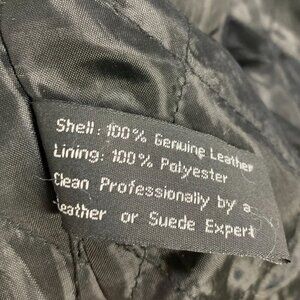 Shell: 100% Genuine Leather
Lining: 100% Polyester
Clean Professionally by a
Leather or Suede Expert